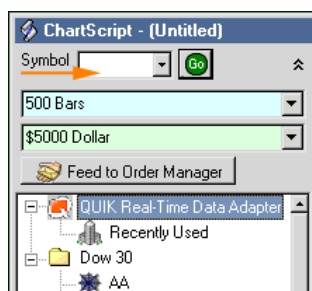 ChartScript - (Untitled)
Symbol Go
500 Bars
$5000 Dollar
Feed to Order Manager
QUIK Real-Time Data Adapter
Recently Used
Dow 30
AA